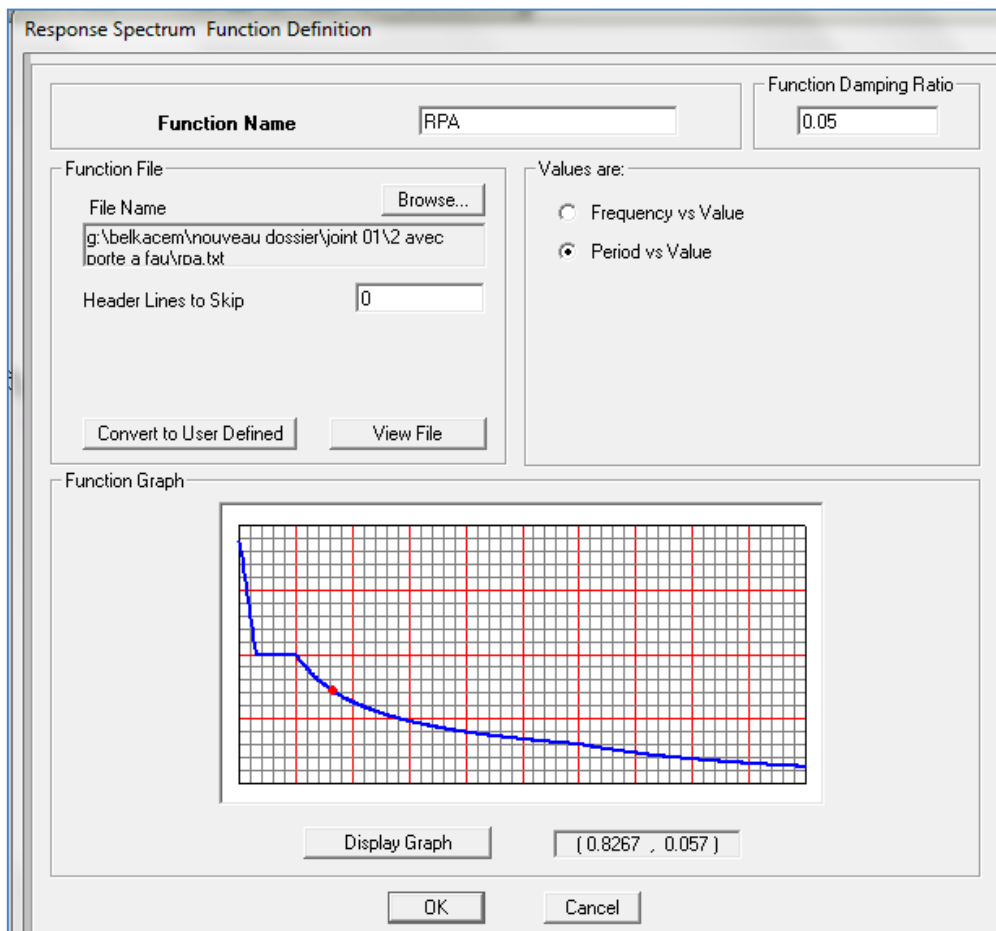 Response Spectrum Function Definition
Function Damping Ratio
Function Name
RPA
0.05
Function File
Values are:
File Name
Browse...
g:\belkacem\nouveau dossier\joint 01\2 avec
porte a fau\rpa.txt
Header Lines to Skip
0
Frequency vs Value
Period vs Value
Convert to User Defined
View File
Function Graph
Display Graph
( 0.8267 , 0.057 )
OK
Cancel